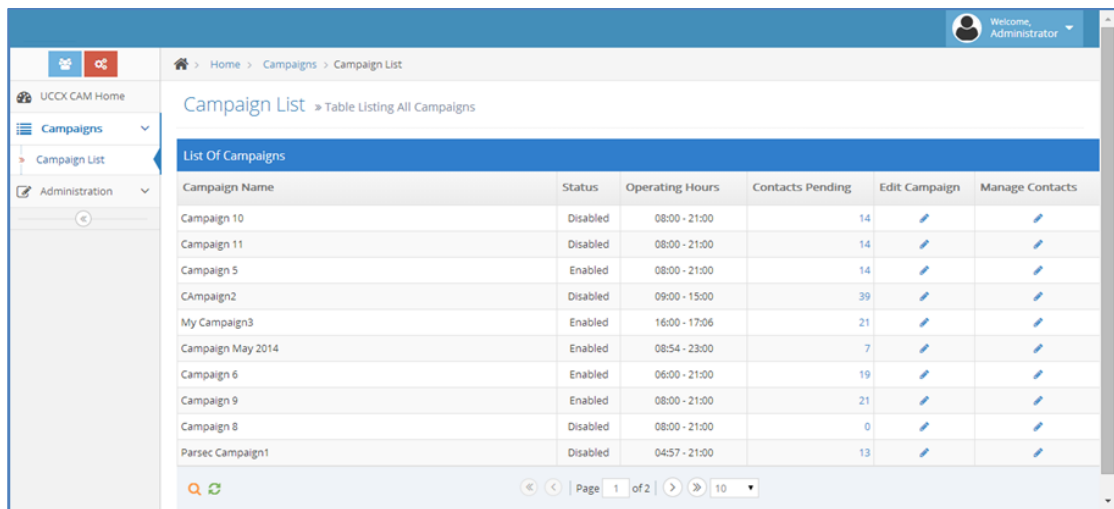 Welcome,
Administrator
> Home > Campaigns > Campaign List
UCCX CAM Home
Campaigns
Campaign List
Administration
Campaign List » Table Listing All Campaigns
List Of Campaigns
Campaign Name Status Operating Hours Contacts Pending Edit Campaign Manage Contacts
Campaign 10 Disabled 08:00 - 21:00 14
Campaign 11 Disabled 08:00 - 21:00 14
Campaign 5 Enabled 08:00 - 21:00 14
CAmpaign2 Disabled 09:00 - 15:00 39
My Campaign3 Enabled 16:00 - 17:06 21
Campaign May 2014 Enabled 08:54 - 23:00 7
Campaign 6 Enabled 06:00 - 21:00 19
Campaign 9 Enabled 08:00 - 21:00 21
Campaign 8 Disabled 08:00 - 21:00 0
Parsec Campaign1 Disabled 04:57 - 21:00 13
Page 1 of 2 10